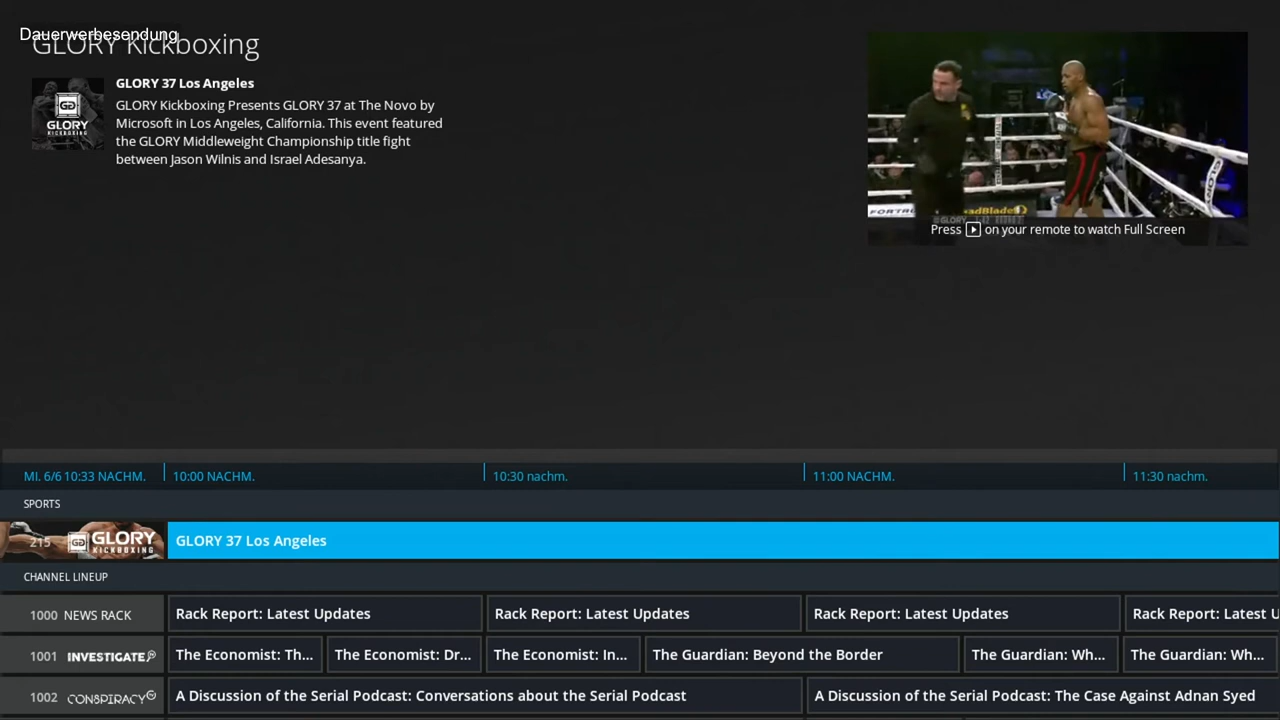 Dauerwerbesendung
GLORY Kickboxing
GLORY 37 Los Angeles
GLORY Kickboxing Presents GLORY 37 at The Novo by
Microsoft in Los Angeles, California. This event featured
the GLORY Middleweight Championship title fight
between Jason Wilnis and Israel Adesanya.
GLORY
KICKBOXING
Press on your remote to watch Full Screen
MI. 6/6 10:33 NACHM.
10:00 NACHM.
10:30 nachm.
11:00 NACHM.
11:30 nachm.
SPORTS
215 GLORY KICKBOXING
GLORY 37 Los Angeles
CHANNEL LINEUP
1000 NEWS RACK
Rack Report: Latest Updates
Rack Report: Latest Updates
Rack Report: Latest Updates
Rack Report: Latest U
1001 INVESTIGATE
The Economist: Th...
The Economist: Dr...
The Economist: In...
The Guardian: Beyond the Border
The Guardian: Wh...
The Guardian: Wh...
1002 CONSPIRACY
A Discussion of the Serial Podcast: Conversations about the Serial Podcast
A Discussion of the Serial Podcast: The Case Against Adnan Syed